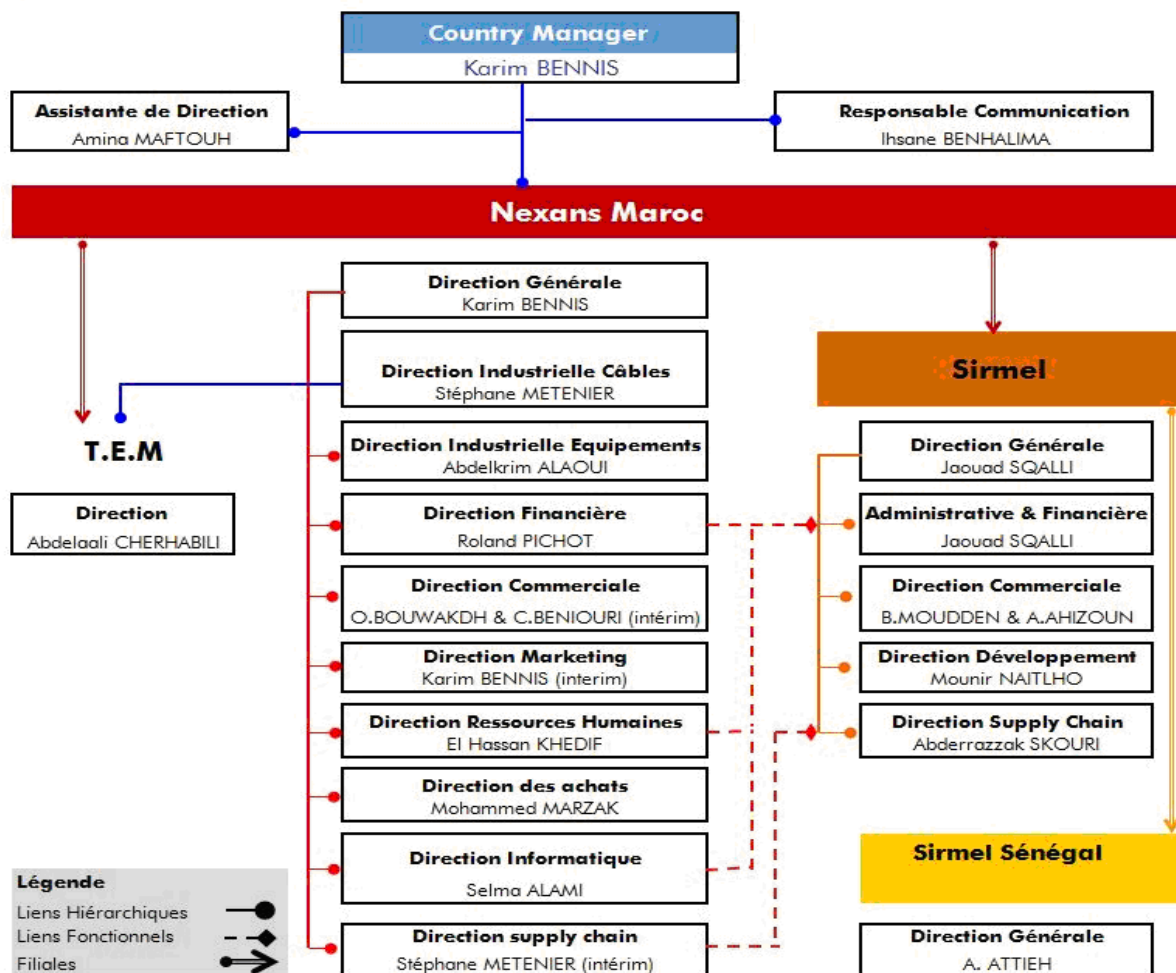 Country Manager
Karim BENNIS
Assistante de Direction
Amina MAFTOUH
Responsable Communication
Ihsane BENHALIMA
Nexans Maroc
Direction Générale
Karim BENNIS
Direction Industrielle Câbles
Stéphane METENIER
Direction Industrielle Equipements
Abdelkrim ALAOUI
Direction Financière
Roland PICHOT
Direction Commerciale
O.BOUWAKDH & C.BENIOURI (intérim)
Direction Marketing
Karim BENNIS (interim)
Direction Ressources Humaines
El Hassan KHEDIF
Direction des achats
Mohammed MARZAK
Direction Informatique
Selma ALAMI
Direction supply chain
Stéphane METENIER (intérim)
T.E.M
Direction
Abdelaali CHERHABILI
Sirmel
Direction Générale
Jaouad SQALLI
Administrative & Financière
Jaouad SQALLI
Direction Commerciale
B.MOUDDEN & A.AHIZOUN
Direction Développement
Mounir NAITLHO
Direction Supply Chain
Abderrazzak SKOURI
Sirmel Sénégal
Direction Générale
A. ATTIEH
Légende
Liens Hiérarchiques
Liens Fonctionnels
Filiales